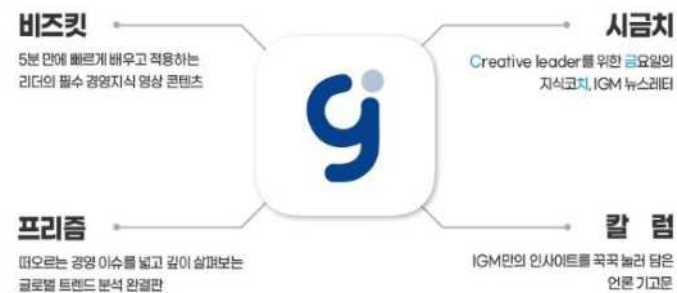 비즈킷
5분 만에 빠르게 배우고 적용하는
리더의 필수 경영지식 영상 콘텐츠
시금치
Creative leader를 위한 금요일의
지식코치, IGM 뉴스레터
프리즘
떠오르는 경영 이슈를 넓고 깊이 살펴보는
글로벌 트렌드 분석 완결판
칼 럼
IGM만의 인사이트를 꾹꾹 눌러 담은
언론 기고문